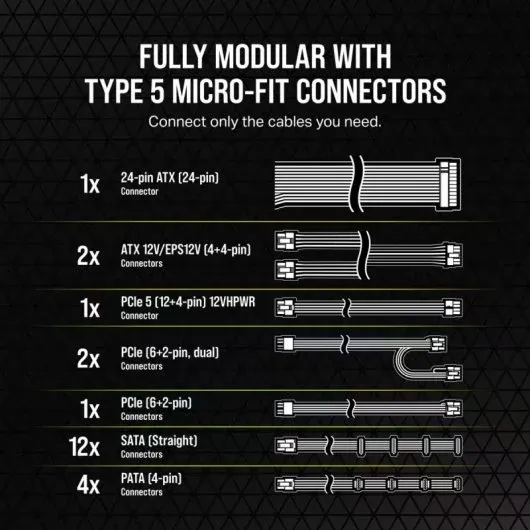 FULLY MODULAR WITH
TYPE 5 MICRO-FIT CONNECTORS
Connect only the cables you need.
1x 24-pin ATX (24-pin)
Connector
2x ATX 12V/EPS12V (4+4-pin)
Connectors
1x PCIe 5 (12+4-pin) 12VHPWR
Connector
2x PCIe (6+2-pin, dual)
Connectors
1x PCIe (6+2-pin)
Connectors
12x SATA (Straight)
Connectors
4x PATA (4-pin)
Connectors